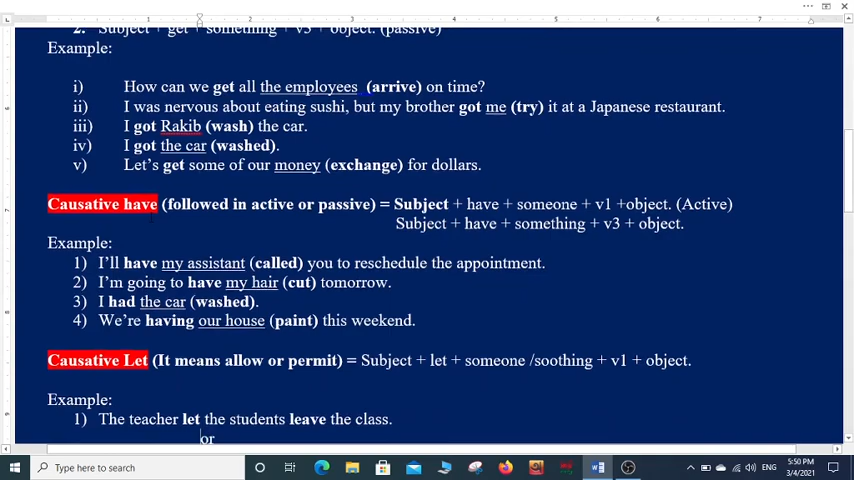 2. Subject + get + something + v3 + object. (passive)
Example:
i) How can we get all the employees (arrive) on time?
ii) I was nervous about eating sushi, but my brother got me (try) it at a Japanese restaurant.
iii) I got Rakib (wash) the car.
iv) I got the car (washed).
v) Let's get some of our money (exchange) for dollars.
Causative have (followed in active or passive) = Subject + have + someone + v1 +object. (Active)
Subject + have + something + v3 + object.
Example:
1) I'll have my assistant (called) you to reschedule the appointment.
2) I'm going to have my hair (cut) tomorrow.
3) I had the car (washed).
4) We're having our house (paint) this weekend.
Causative Let (It means allow or permit) = Subject + let + someone /soothing + v1 + object.
Example:
1) The teacher let the students leave the class.
or
Type here to search
ENG
5:50 PM
3/4/2021